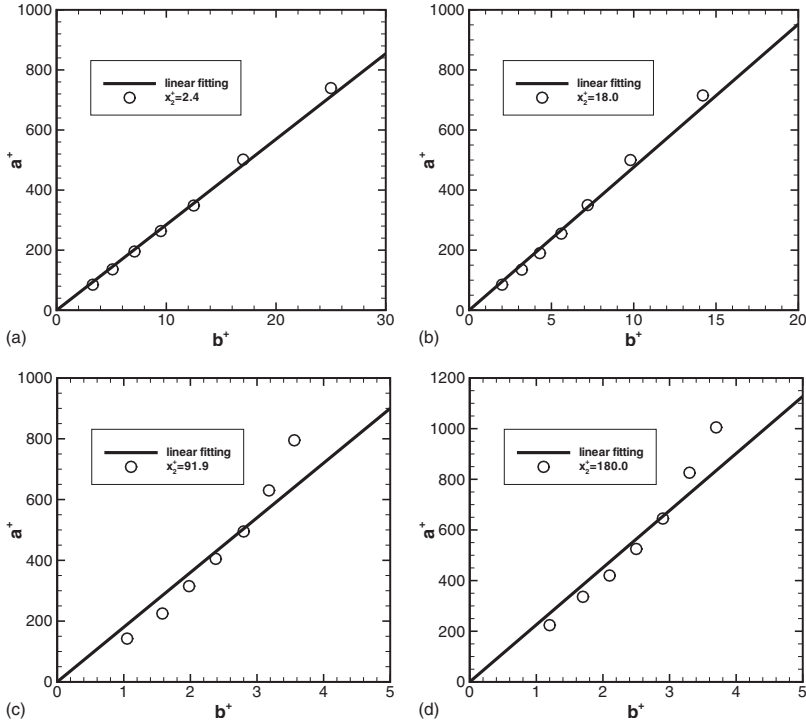 1000
800
600
400
200
0
a⁺
linear fitting
x₂⁺=2.4
0 10 20 30
b⁺
(a)
1000
800
600
400
200
0
a⁺
linear fitting
x₂⁺=18.0
0 5 10 15 20
b⁺
(b)
1000
800
600
400
200
0
a⁺
linear fitting
x₂⁺=91.9
0 1 2 3 4 5
b⁺
(c)
1200
1000
800
600
400
200
0
a⁺
linear fitting
x₂⁺=180.0
0 1 2 3 4 5
b⁺
(d)